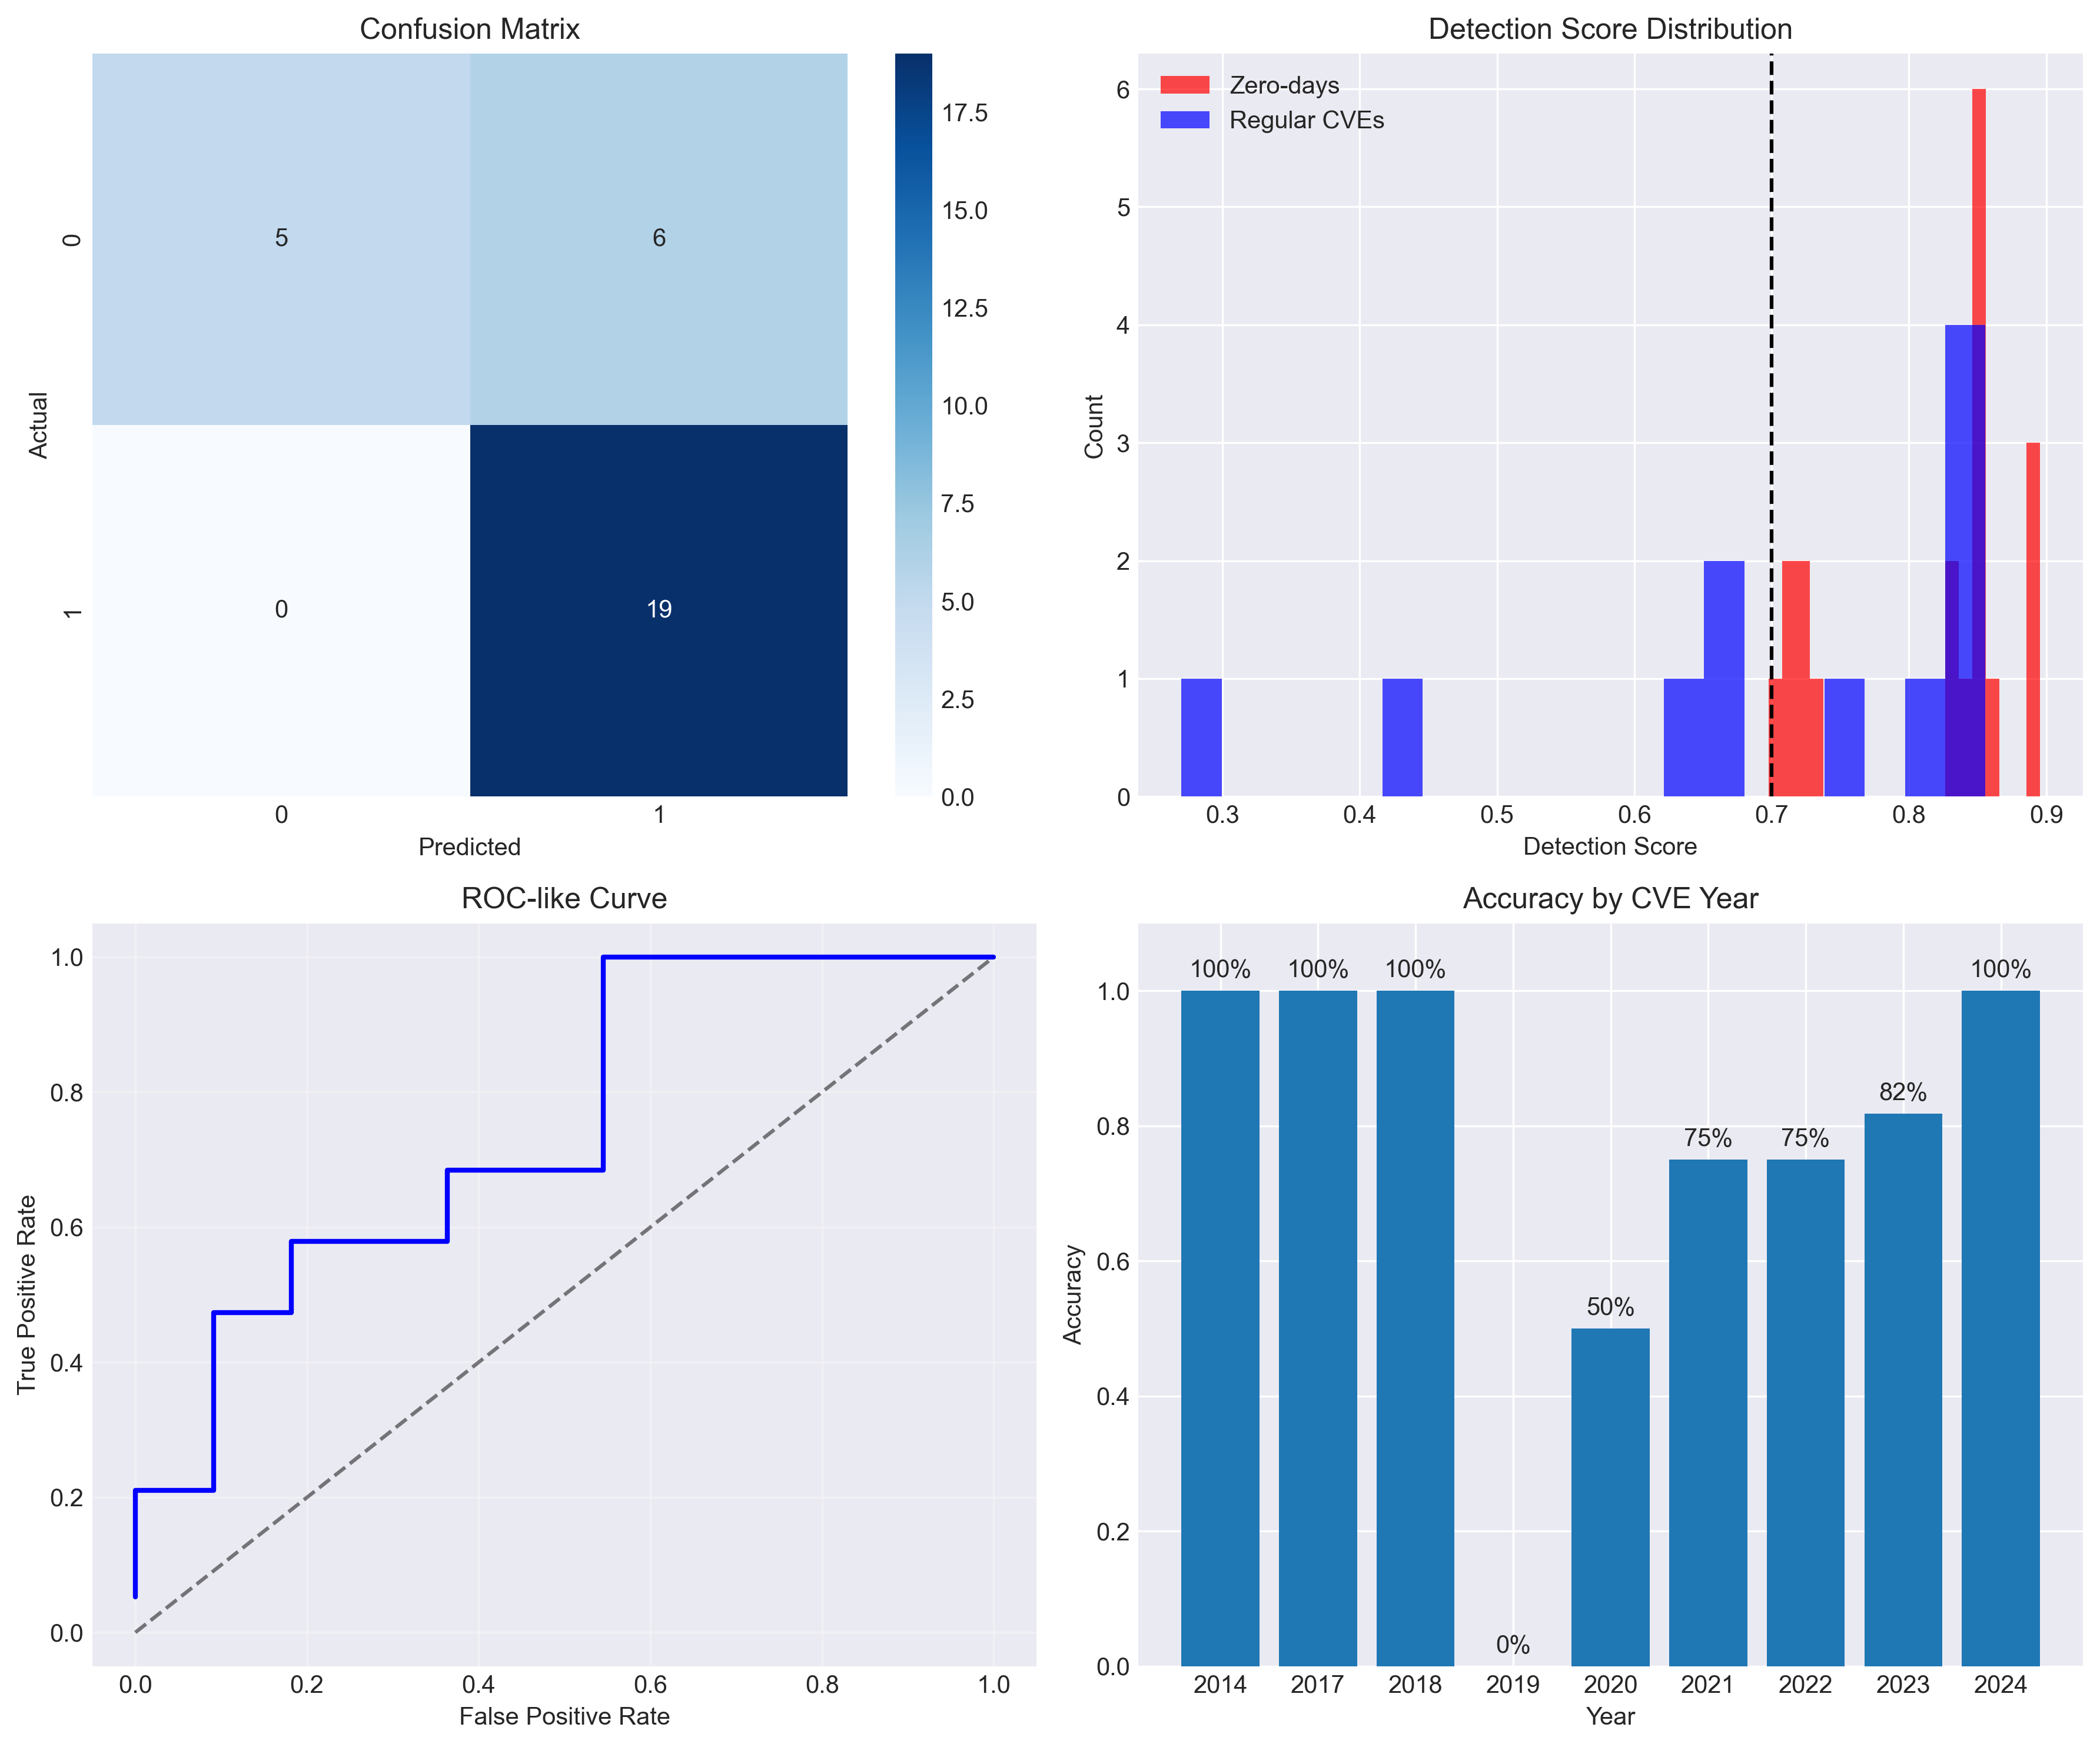 Confusion Matrix
5
6
0
19
0
1
Actual
0
1
Predicted
17.5
15.0
12.5
10.0
7.5
5.0
2.5
0.0
Detection Score Distribution
Zero-days
Regular CVEs
6
5
4
3
2
1
0
Count
0.3 0.4 0.5 0.6 0.7 0.8 0.9
Detection Score
ROC-like Curve
1.0
0.8
0.6
0.4
0.2
0.0
True Positive Rate
0.0 0.2 0.4 0.6 0.8 1.0
False Positive Rate
Accuracy by CVE Year
100% 100% 100% 0% 50% 75% 75% 82% 100%
1.0
0.8
0.6
0.4
0.2
0.0
Accuracy
2014 2017 2018 2019 2020 2021 2022 2023 2024
Year